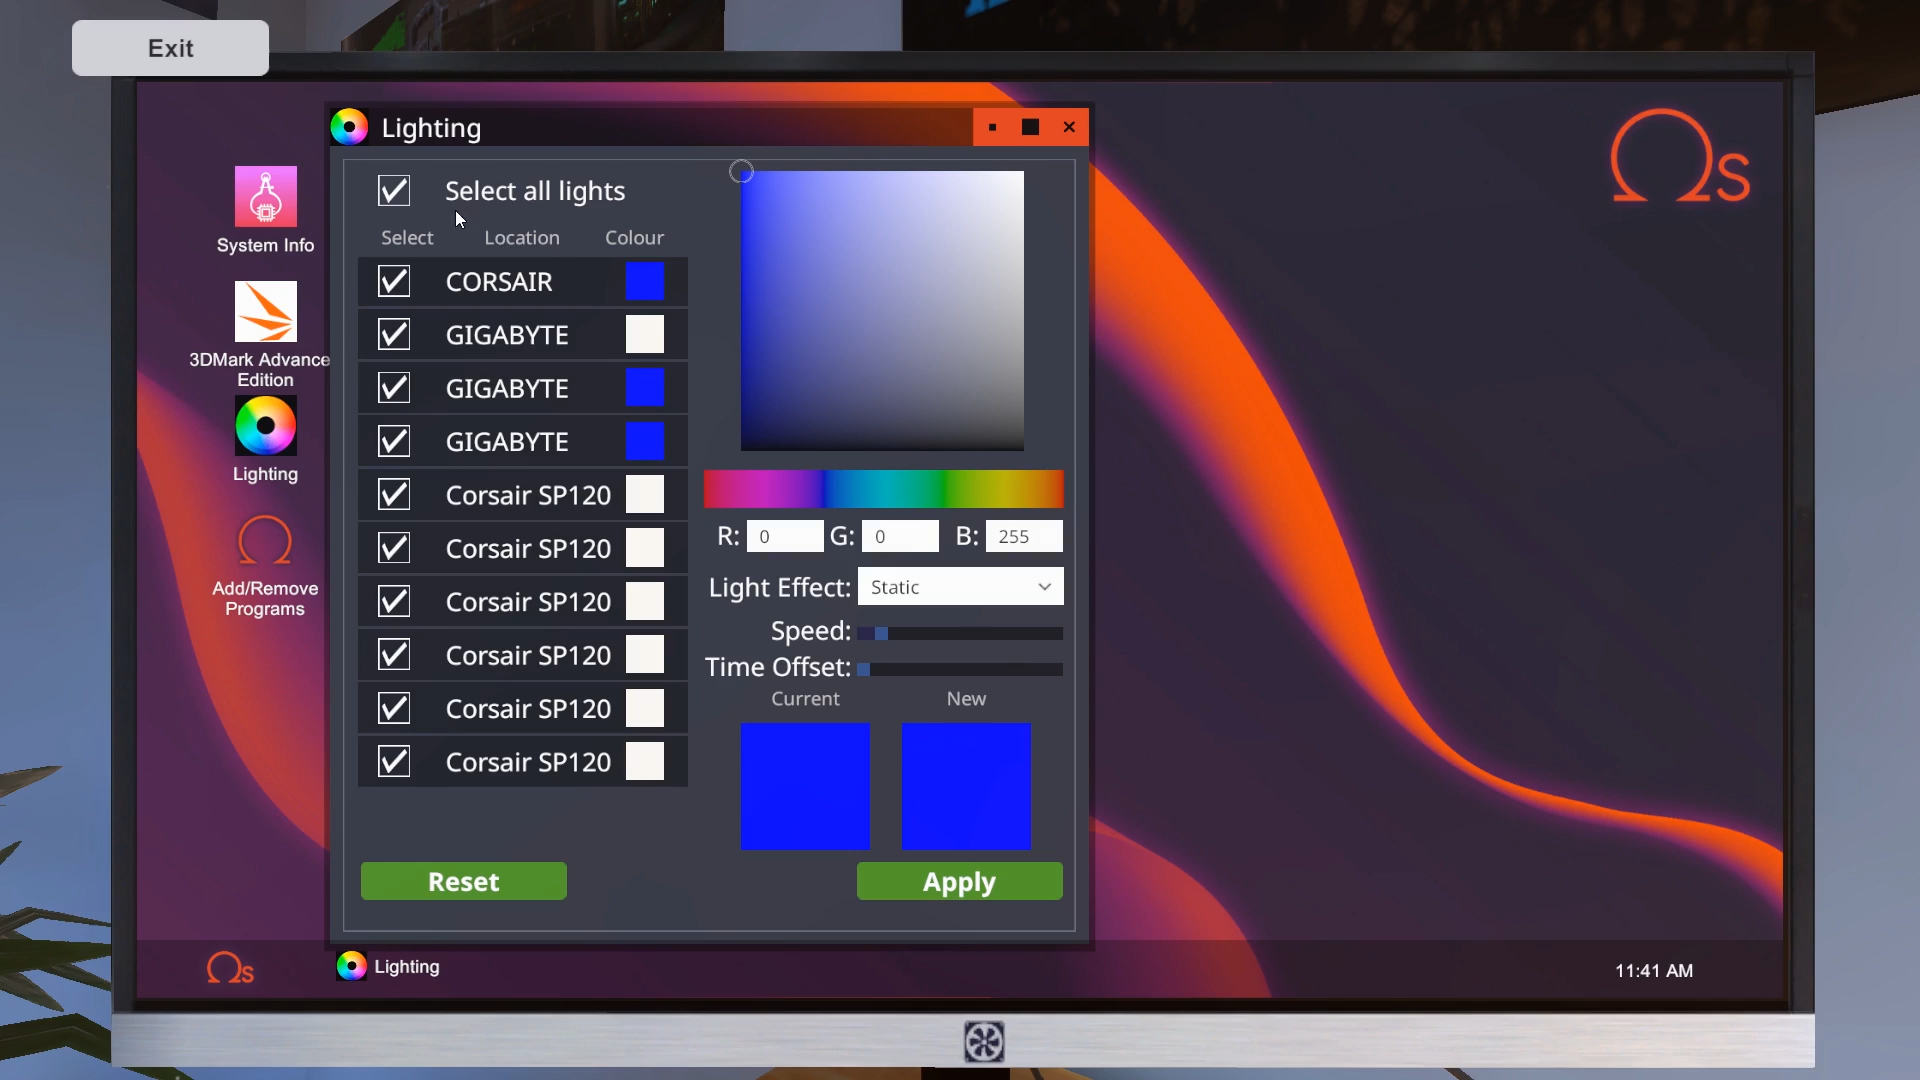 Exit
Lighting
ΩS
Select all lights
Select Location Colour
CORSAIR
GIGABYTE
GIGABYTE
GIGABYTE
Corsair SP120
Corsair SP120
Corsair SP120
Corsair SP120
Corsair SP120
Corsair SP120
R: 0 G: 0 B: 255
Light Effect: Static
Speed:
Time Offset:
Current New
Reset Apply
System Info
3DMark Advance
Edition
Lighting
Add/Remove
Programs
ΩS
Lighting
11:41 AM